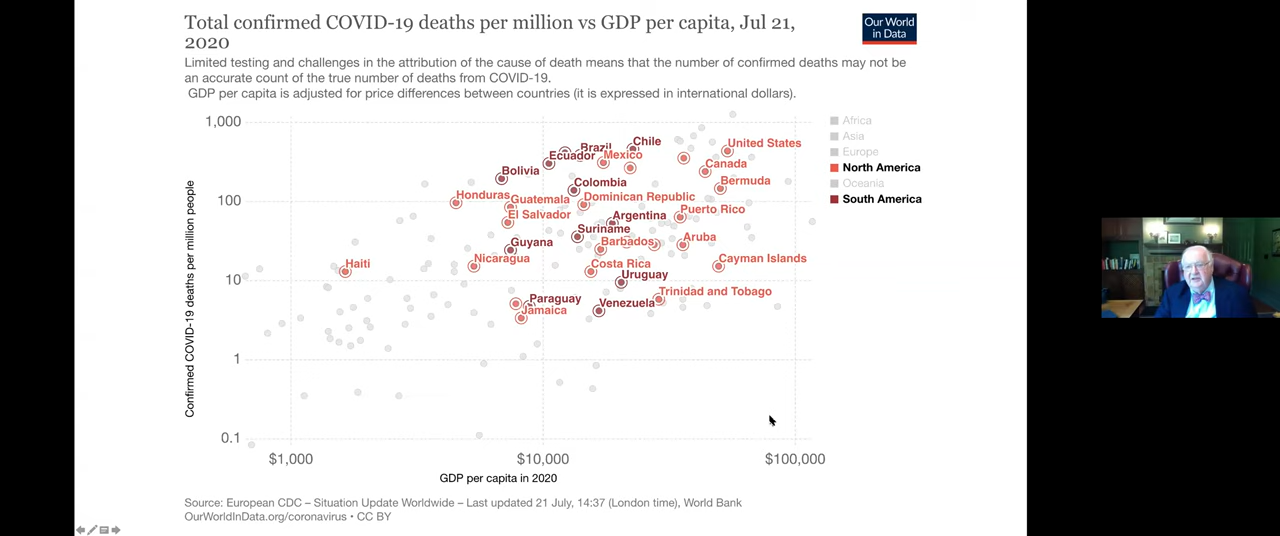 Total confirmed COVID-19 deaths per million vs GDP per capita, Jul 21,
2020
Our World
in Data
Limited testing and challenges in the attribution of the cause of death means that the number of confirmed deaths may not be
an accurate count of the true number of deaths from COVID-19.
GDP per capita is adjusted for price differences between countries (it is expressed in international dollars).
Confirmed COVID-19 deaths per million people
1,000
100
10
1
0.1
Chile
Brazil
United States
Ecuador
Mexico
Canada
Bolivia
Bermuda
Colombia
Honduras
Guatemala
Dominican Republic
El Salvador
Argentina
Puerto Rico
Suriname
Guyana
Barbados
Aruba
Haiti
Nicaragua
Costa Rica
Cayman Islands
Uruguay
Paraguay
Venezuela
Trinidad and Tobago
Jamaica
Africa
Asia
Europe
North America
Oceania
South America
$1,000
$10,000
$100,000
GDP per capita in 2020
Source: European CDC – Situation Update Worldwide – Last updated 21 July, 14:37 (London time), World Bank
OurWorldInData.org/coronavirus • CC BY